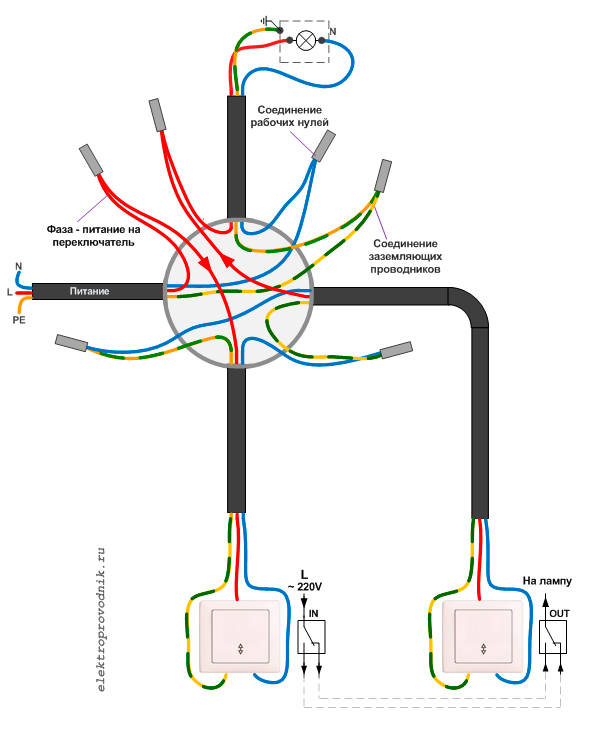 N
Соединение
рабочих нулей
Фаза - питание на
переключатель
Соединение
заземляющих
проводников
N
L
PE
Питание
elektroprovodnik.ru
L
~ 220V
IN
На лампу
OUT